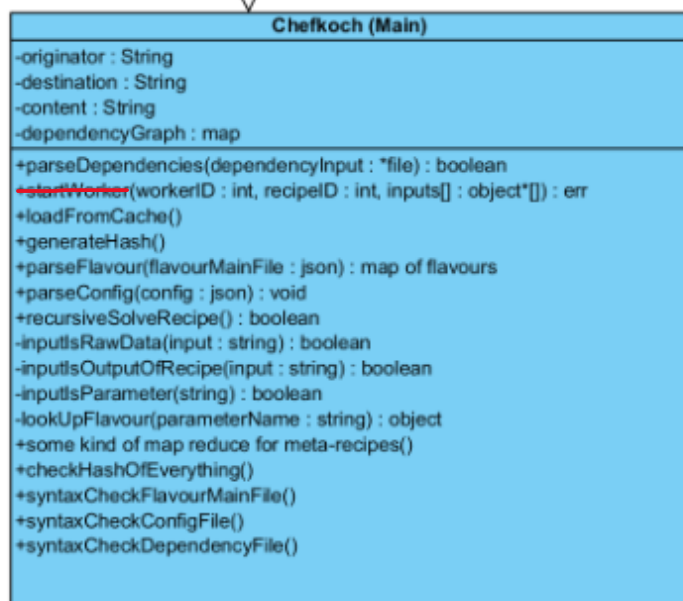 Chefkoch (Main)
-originator : String
-destination : String
-content : String
-dependencyGraph : map
+parseDependencies(dependencyInput : *file) : boolean
+startWorker(workerID : int, recipeID : int, inputs[] : object*[]) : err
+loadFromCache()
+generateHash()
+parseFlavour(flavourMainFile : json) : map of flavours
+parseConfig(config : json) : void
+recursiveSolveRecipe() : boolean
-inputIsRawData(input : string) : boolean
-inputIsOutputOfRecipe(input : string) : boolean
-inputIsParameter(string) : boolean
-lookUpFlavour(parameterName : string) : object
+some kind of map reduce for meta-recipes()
+checkHashOfEverything()
+syntaxCheckFlavourMainFile()
+syntaxCheckConfigFile()
+syntaxCheckDependencyFile()